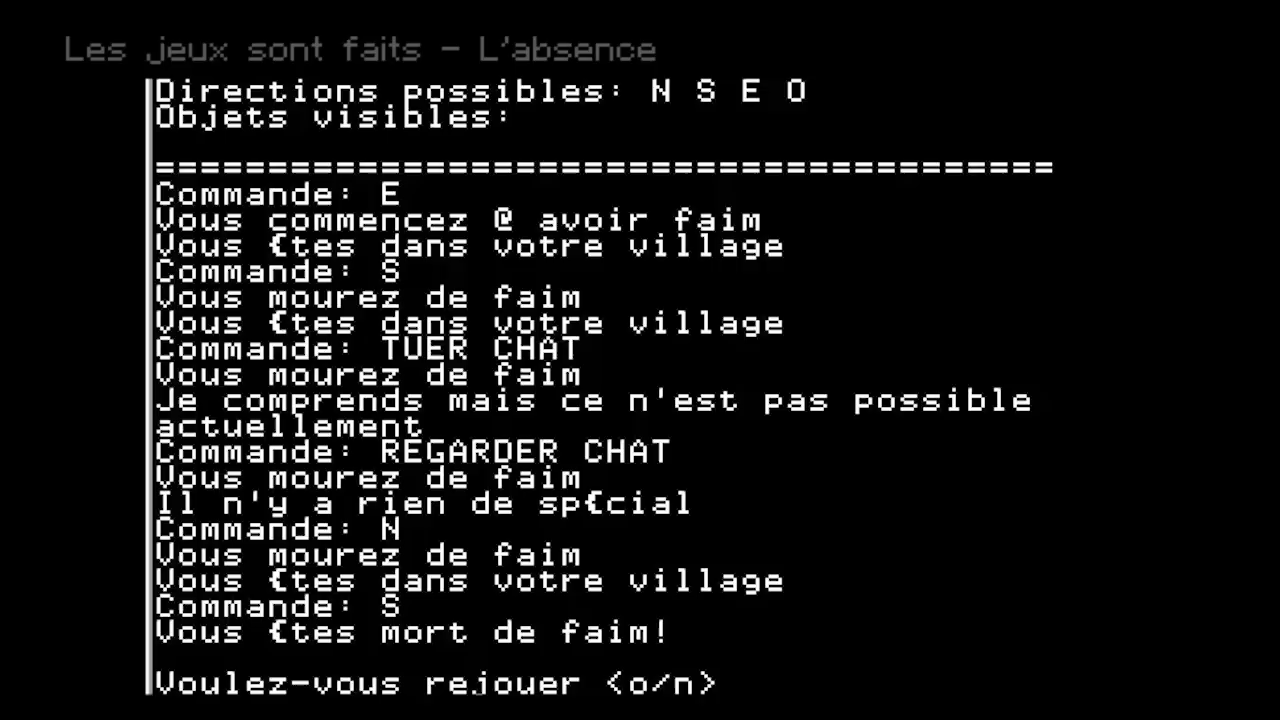 Les jeux sont faits - L'absence
Directions possibles: N S E O
Objets visibles:
========================================
Commande: E
Vous commencez @ avoir faim
Vous €tes dans votre village
Commande: S
Vous mourez de faim
Vous €tes dans votre village
Commande: TUER CHAT
Vous mourez de faim
Je comprends mais ce n'est pas possible
actuellement
Commande: REGARDER CHAT
Vous mourez de faim
Il n'y a rien de sp€cial
Commande: N
Vous mourez de faim
Vous €tes dans votre village
Commande: S
Vous €tes mort de faim!
Voulez-vous rejouer <o/n>